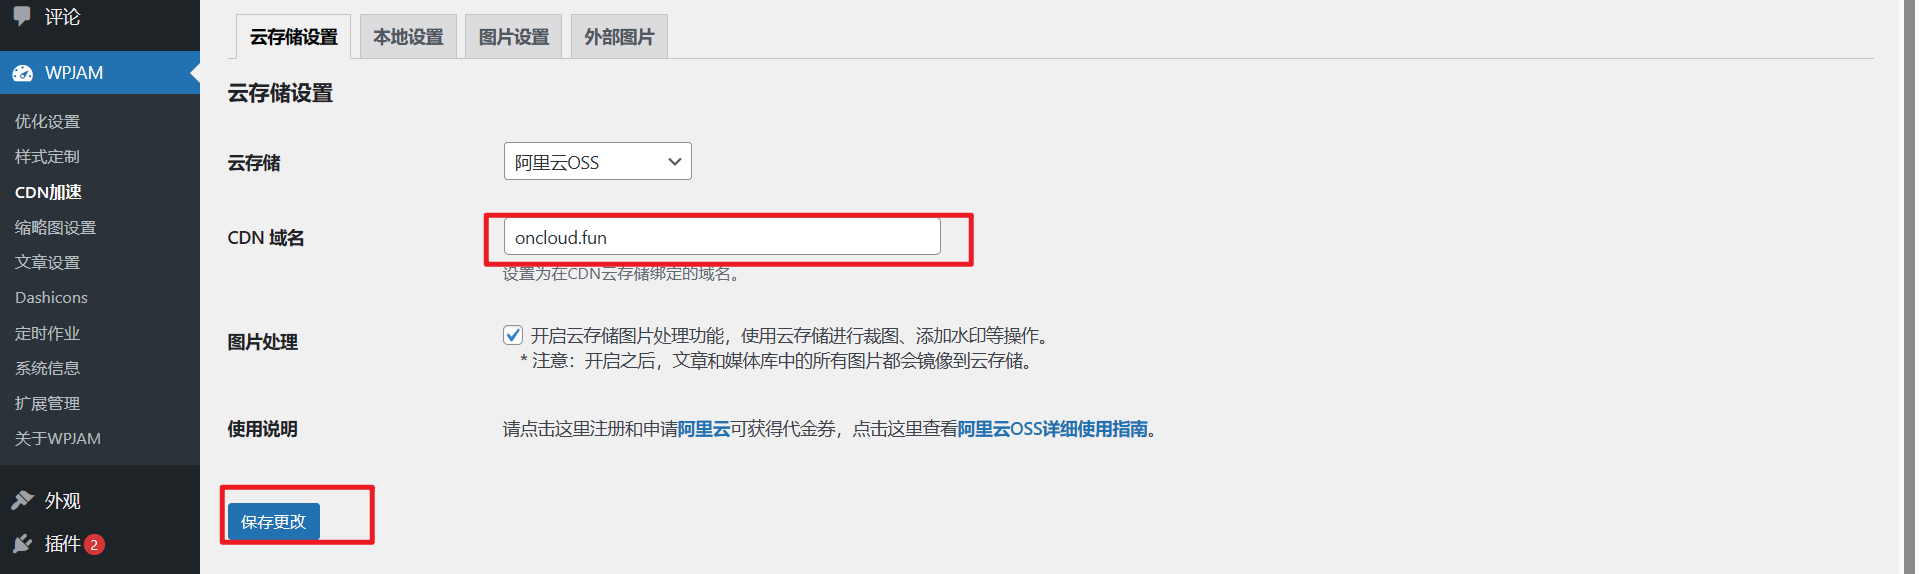 评论
WPJAM
优化设置
样式定制
CDN加速
缩略图设置
文章设置
Dashicons
定时作业
系统信息
扩展管理
关于WPJAM
外观
插件 2
云存储设置 本地设置 图片设置 外部图片
云存储设置
云存储 阿里云OSS
CDN 域名 oncloud.fun
设置为在CDN云存储绑定的域名。
图片处理 开启云存储图片处理功能，使用云存储进行裁图、添加水印等操作。
* 注意：开启之后，文章和媒体库中的所有图片都会镜像到云存储。
使用说明 请点击这里注册和申请阿里云可获得代金券，点击这里查看阿里云OSS详细使用指南。
保存更改